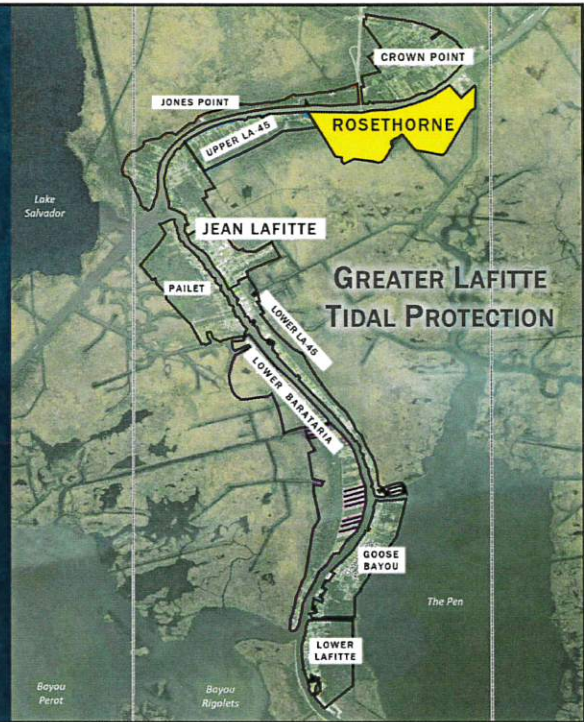 CROWN POINT
JONES POINT
ROSETHORNE
UPPER LA-45
Lake
Salvador
JEAN LAFITTE
GREATER LAFITTE
TIDAL PROTECTION
PAILET
LOWER LA-45
LOWER BARATARIA
GOOSE
BAYOU
The Pen
LOWER
LAFITTE
Bayou
Perot
Bayou
Rigolets